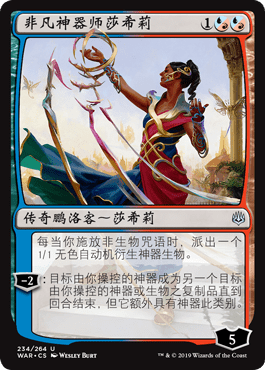 非凡神器师莎希莉 1
传奇鹏洛客～莎希莉
每当你施放非生物咒语时，派出一个
1/1 无色自动机衍生神器生物。
-2：目标由你操控的神器成为另一个目标
由你操控的神器或生物之复制品直到
回合结束，但它额外具有神器此类别。
5
234/264 U
WAR • CS WESLEY BURT
™ & © 2019 Wizards of the Coast